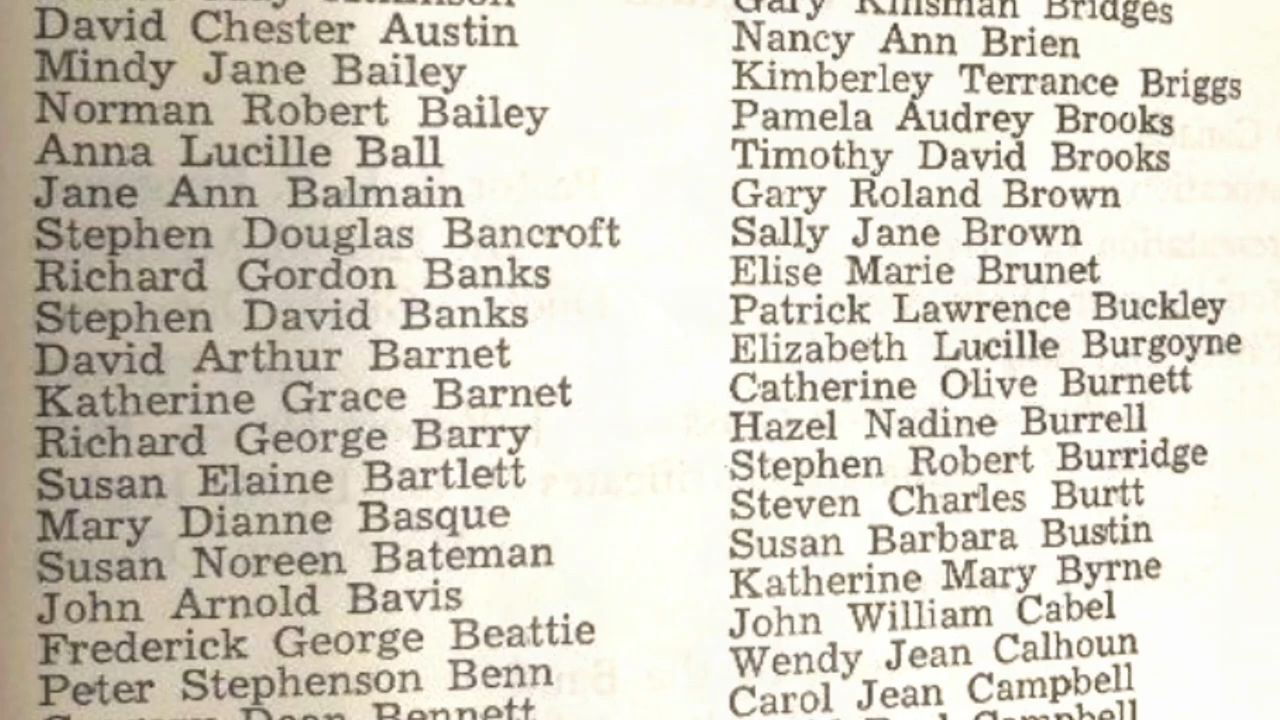 David Chester Austin
Mindy Jane Bailey
Norman Robert Bailey
Anna Lucille Ball
Jane Ann Balmain
Stephen Douglas Bancroft
Richard Gordon Banks
Stephen David Banks
David Arthur Barnet
Katherine Grace Barnet
Richard George Barry
Susan Elaine Bartlett
Mary Dianne Basque
Susan Noreen Bateman
John Arnold Bavis
Frederick George Beattie
Peter Stephenson Benn
Dean Bennett
Gary Kinsman Bridges
Nancy Ann Brien
Kimberley Terrance Briggs
Pamela Audrey Brooks
Timothy David Brooks
Gary Roland Brown
Sally Jane Brown
Elise Marie Brunet
Patrick Lawrence Buckley
Elizabeth Lucille Burgoyne
Catherine Olive Burnett
Hazel Nadine Burrell
Stephen Robert Burridge
Steven Charles Burtt
Susan Barbara Bustin
Katherine Mary Byrne
John William Cabel
Wendy Jean Calhoun
Carol Jean Campbell
Campbell